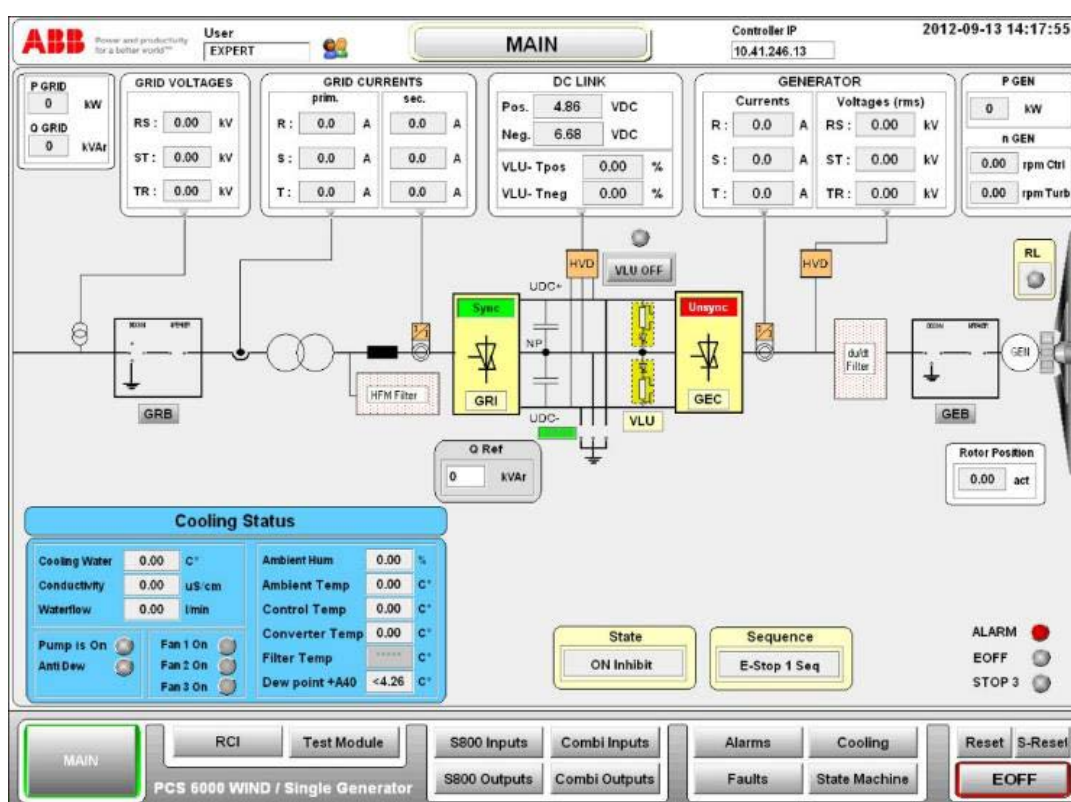 ABB Power and productivity for a better world™
User
EXPERT
MAIN
Controller IP
10.41.246.13
2012-09-13 14:17:55
P GRID
0 kW
Q GRID
0 kVAr
GRID VOLTAGES
RS : 0.00 kV
ST : 0.00 kV
TR : 0.00 kV
GRID CURRENTS
prim. sec.
R : 0.0 A 0.0 A
S : 0.0 A 0.0 A
T : 0.0 A 0.0 A
DC LINK
Pos. 4.86 VDC
Neg. 6.68 VDC
VLU- Tpos 0.00 %
VLU- Tneg 0.00 %
GENERATOR
Currents Voltages (rms)
R : 0.0 A RS : 0.00 kV
S : 0.0 A ST : 0.00 kV
T : 0.0 A TR : 0.00 kV
P GEN
0 kW
n GEN
0.00 rpm Ctrl
0.00 rpm Turb
HVD
VLU OFF
HVD
RL
UDC+
Sync
Unsync
NP
GRI
GEC
UDC-
VLU
HFM Filter
du/dt
Filter
GEN
GRB
GEB
Q Ref
0 kVAr
Rotor Position
0.00 act
Cooling Status
Cooling Water 0.00 C°
Conductivity 0.00 uS/cm
Waterflow 0.00 l/min
Pump is On
Anti Dew
Fan 1 On
Fan 2 On
Fan 3 On
Ambient Hum 0.00 %
Ambient Temp 0.00 C°
Control Temp 0.00 C°
Converter Temp 0.00 C°
Filter Temp ***** C°
Dew point +A40 <4.26 C°
State
ON Inhibit
Sequence
E-Stop 1 Seq
ALARM
EOFF
STOP 3
MAIN
RCI
Test Module
PCS 6000 WIND / Single Generator
S800 Inputs
Combi Inputs
S800 Outputs
Combi Outputs
Alarms
Cooling
Faults
State Machine
Reset
S-Reset
EOFF